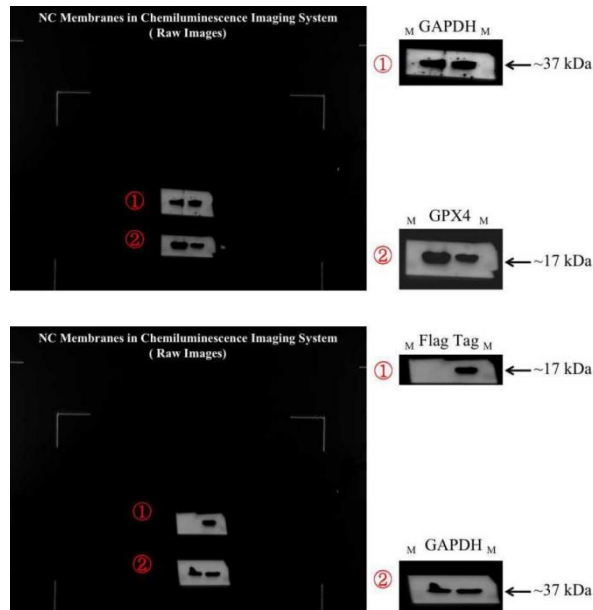 NC Membranes in Chemiluminescence Imaging System
( Raw Images)
M GAPDH M
① ~37 kDa
①
②
M GPX4 M
② ~17 kDa
NC Membranes in Chemiluminescence Imaging System
( Raw Images)
M Flag Tag M
① ~17 kDa
①
②
M GAPDH M
② ~37 kDa